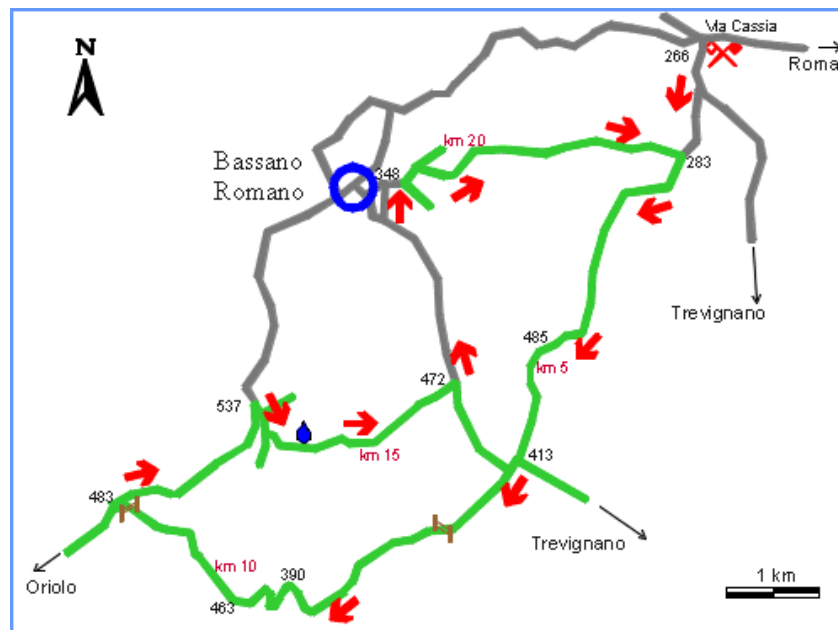 N
Via Cassia
266
Roma
km 20
Bassano
Romano
348
283
Trevignano
485
km 5
472
537
km 15
413
483
Trevignano
km 10
390
Oriolo
463
1 km